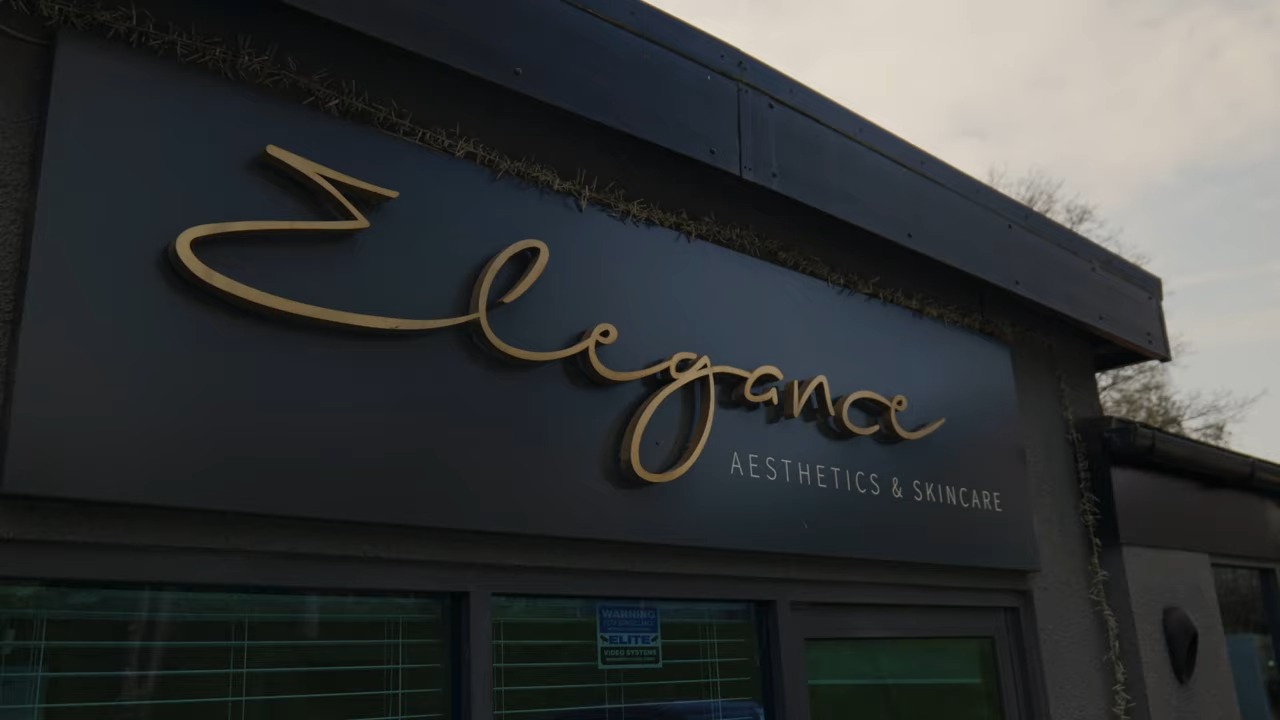 Elegance
AESTHETICS & SKINCARE
WARNING
ELITE
VIDEO SYSTEMS